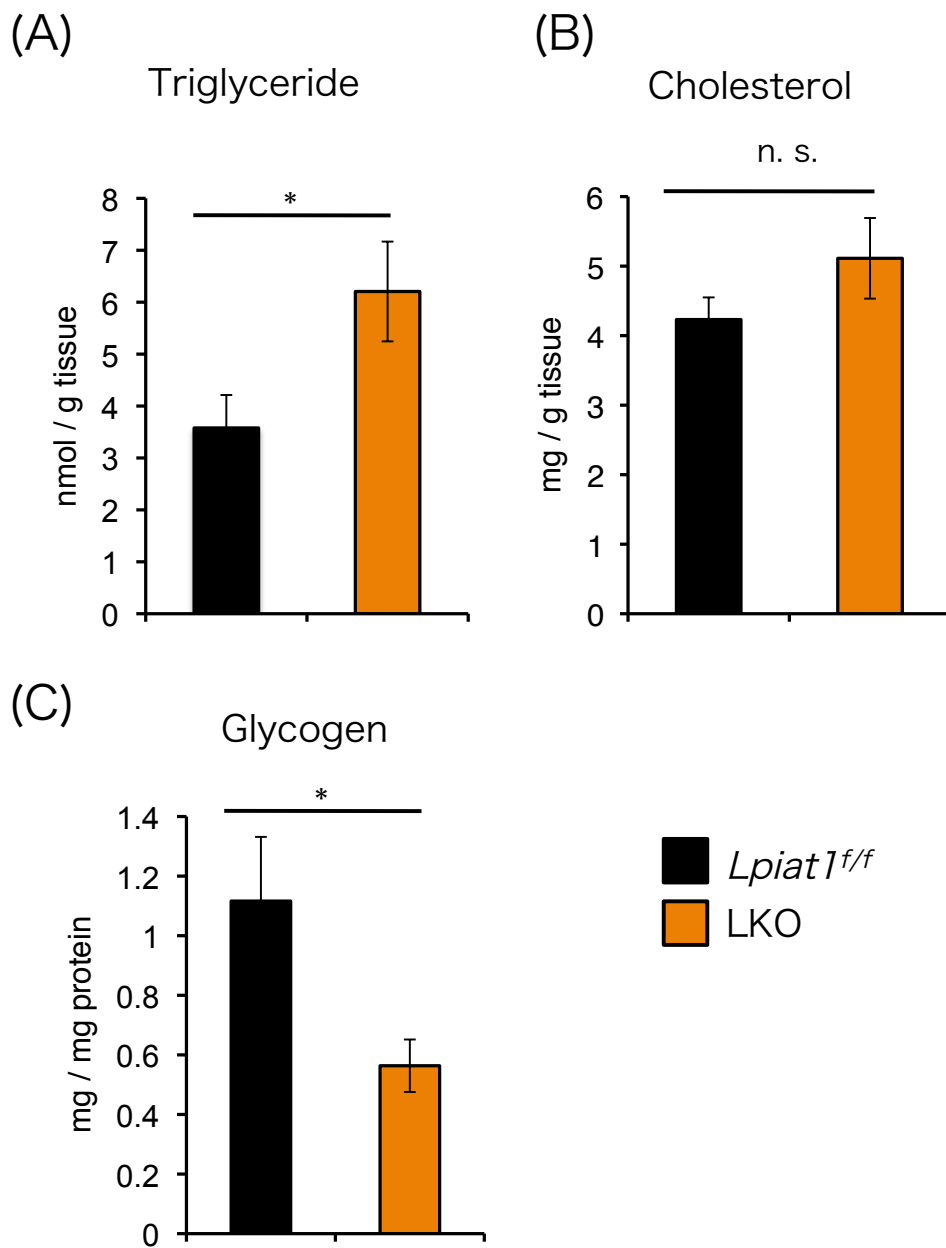 (A)
Triglyceride
*
8
7
6
5
4
3
2
1
0
nmol / g tissue
(B)
Cholesterol
n. s.
6
5
4
3
2
1
0
mg / g tissue
(C)
Glycogen
*
1.4
1.2
1
0.8
0.6
0.4
0.2
0
mg / mg protein
Lpiat1f/f
LKO